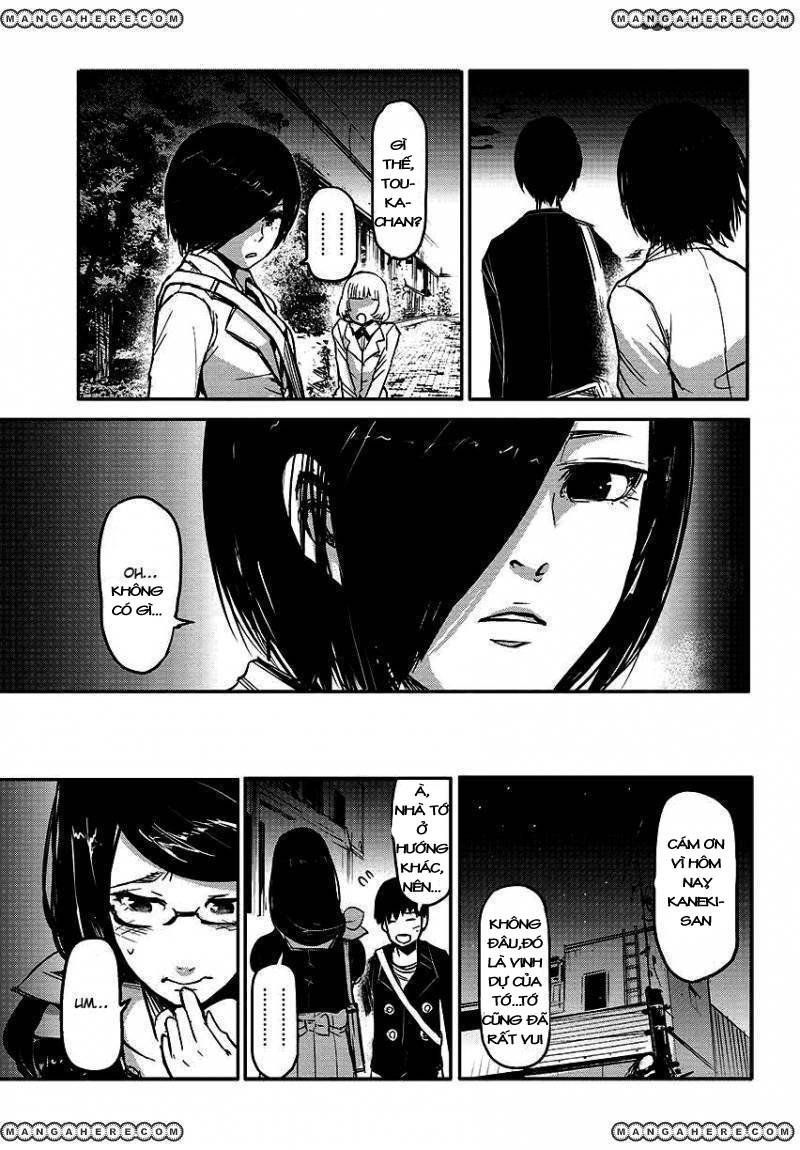 MANGAHERE.COM
MANGAHERE.COM
GÌ
THẾ,
TOU-
KA-
CHAN?
........
OH...
KHÔNG
CÓ GÌ...
CÁM ƠN
VÌ HÔM
NAY,
KANEKI-
SAN
KHÔNG
ĐÂU,ĐÓ
LÀ VINH
DỰ CỦA
TỚ..TỚ
CŨNG ĐÃ
RẤT VUI
À,
NHÀ TỚ
Ở
HƯỚNG
KHÁC,
NÊN...
........
UM...
MANGAHERE.COM
MANGAHERE.COM